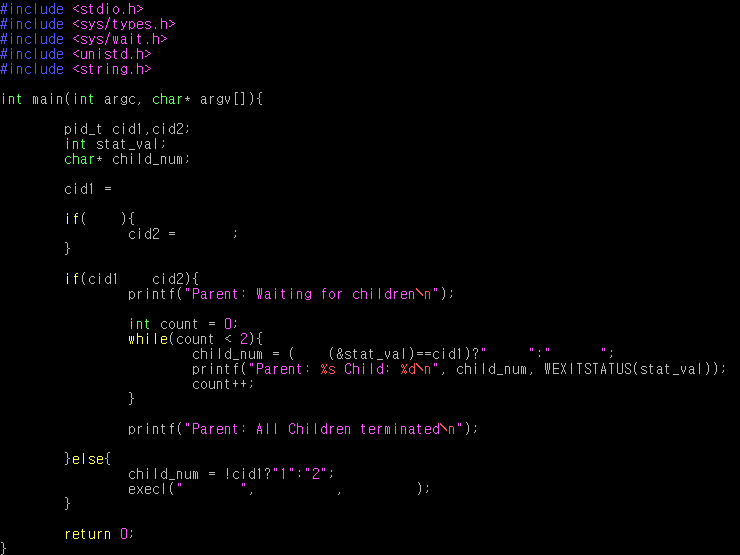 #include <stdio.h>
#include <sys/types.h>
#include <sys/wait.h>
#include <unistd.h>
#include <string.h>

int main(int argc, char* argv[]){

        pid_t cid1,cid2;
        int stat_val;
        char* child_num;

        cid1 =

        if(    ){
                cid2 =       ;
        }

        if(cid1    cid2){
                printf("Parent: Waiting for children\n");

                int count = 0;
                while(count < 2){
                        child_num = (    (&stat_val)==cid1)?"     ":"      ";
                        printf("Parent: %s Child: %d\n", child_num, WEXITSTATUS(stat_val));
                        count++;
                }

                printf("Parent: All Children terminated\n");

        }else{
                child_num = !cid1?"1":"2";
                execl("       ",          ,         );
        }

        return 0;
}